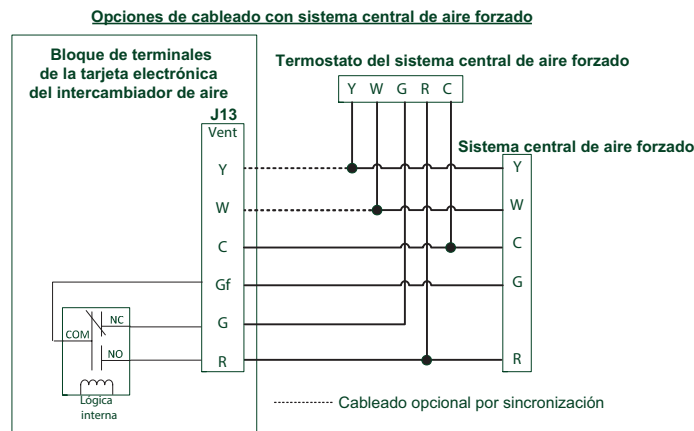 Opciones de cableado con sistema central de aire forzado
Bloque de terminales
de la tarjeta electrónica
del intercambiador de aire
Termostato del sistema central de aire forzado
Y W G R C
J13
Vent
Sistema central de aire forzado
Y
Y
W
W
C
C
Gf
G
G
R
R
NC
COM
NO
Lógica
interna
Cableado opcional por sincronización